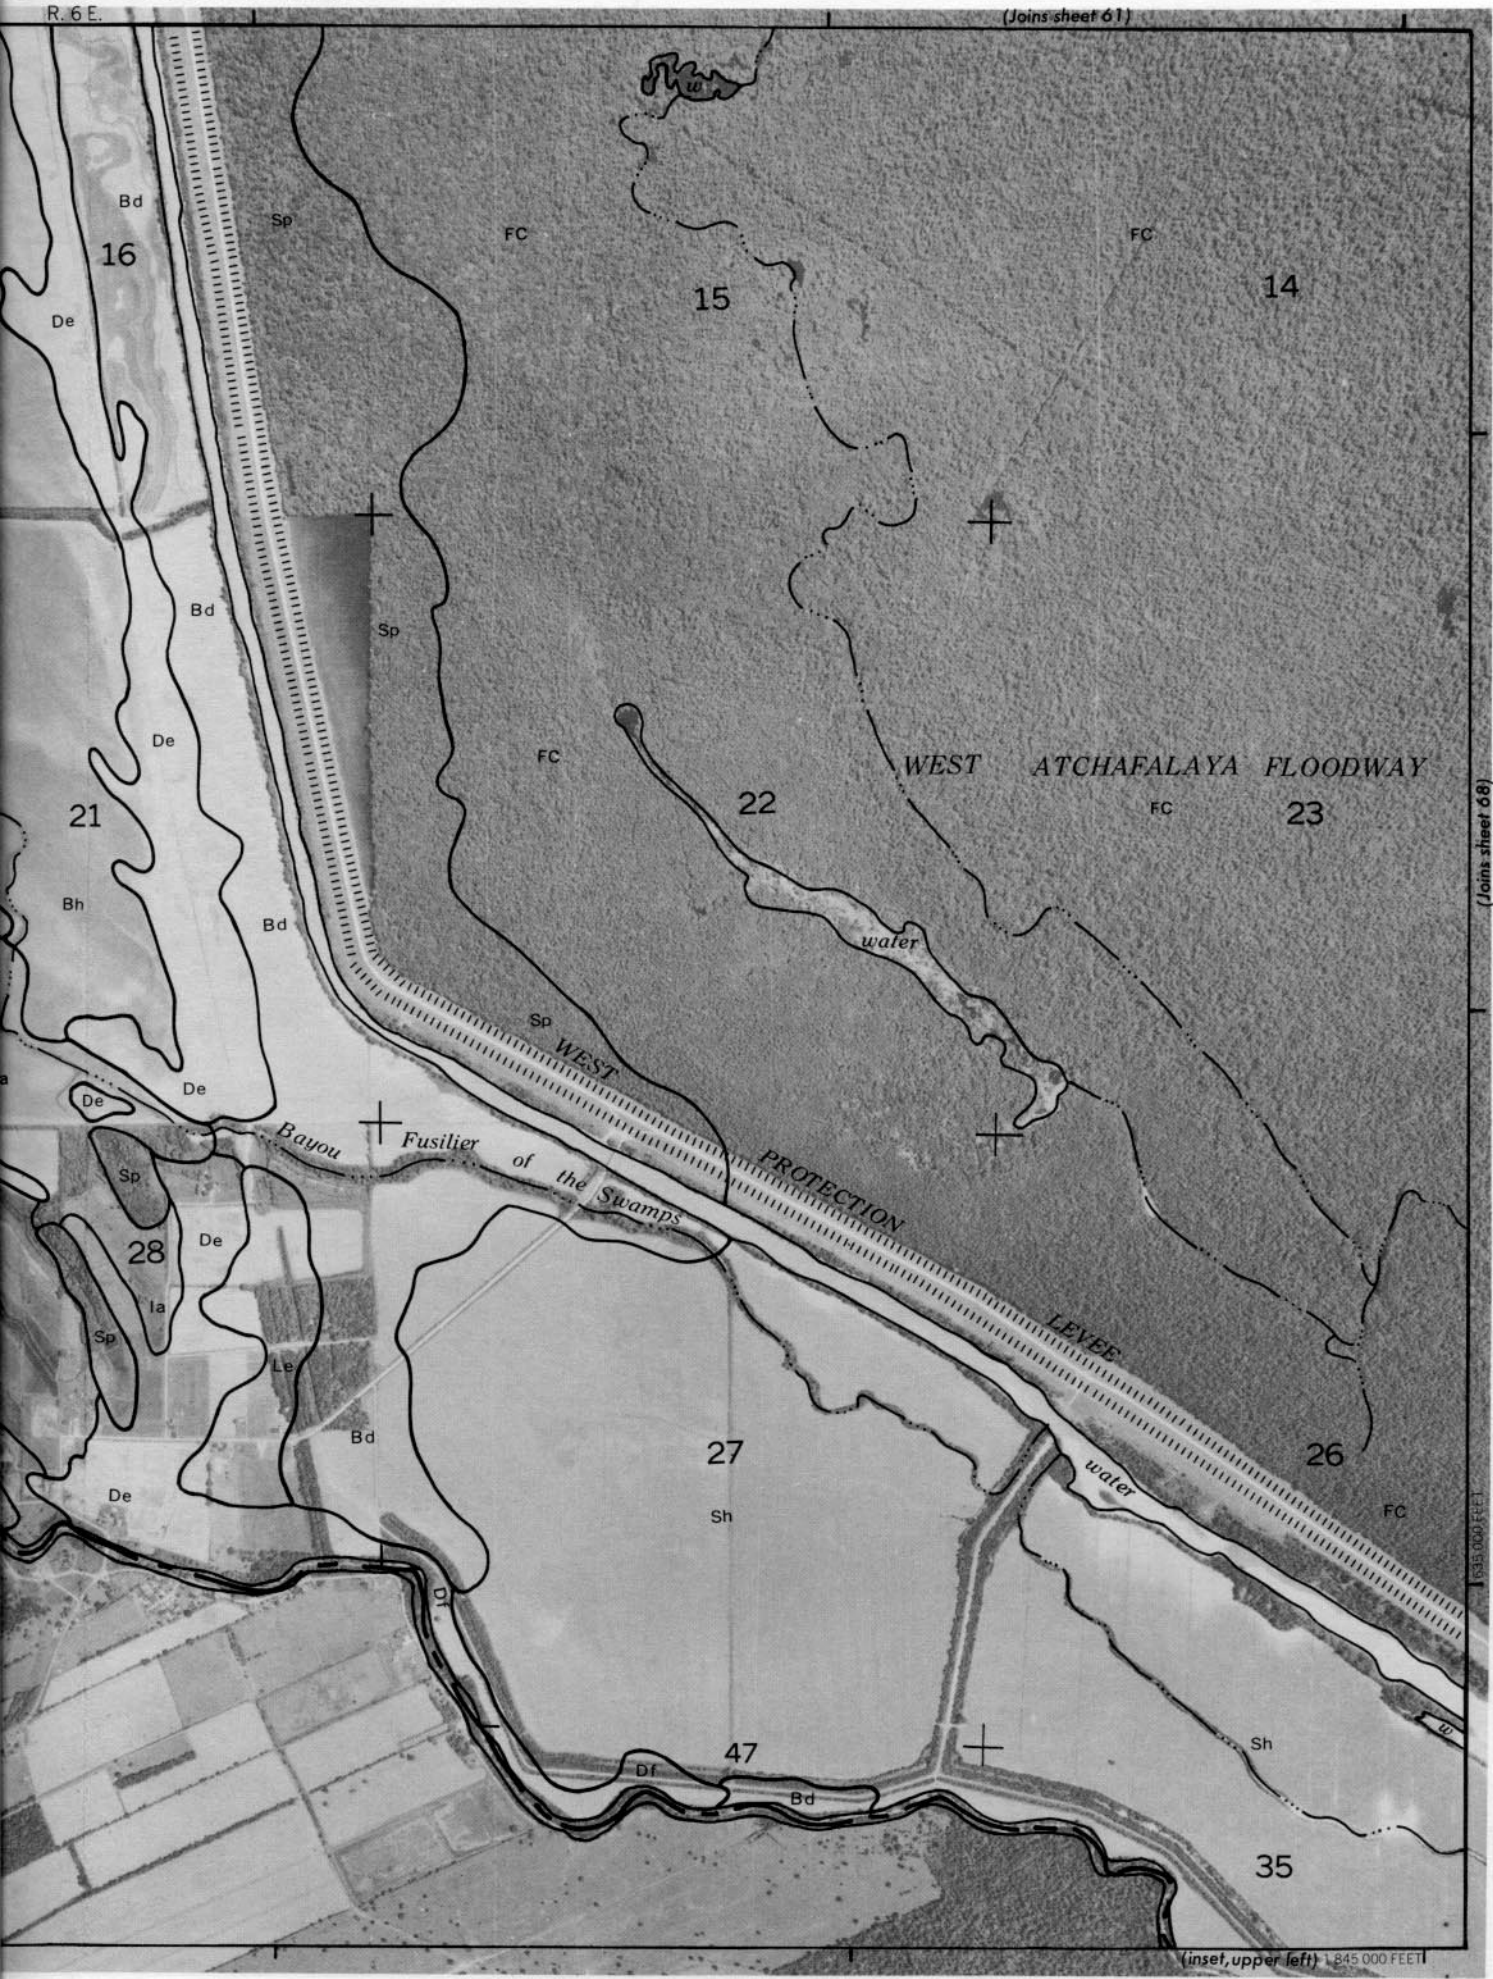 R. 6 E.
(Joins sheet 61)
w
Bd
Sp
FC
FC
16
14
15
De
Bd
Sp
De
FC
WEST ATCHAFALAYA FLOODWAY
22
FC
23
21
(Joins sheet 68)
Bh
Bd
water
Sp
WEST
a
De
De
Bayou Fusilier of the Swamps
PROTECTION
Sp
De
28
Ia
LEVEE
Sp
Le
Bd
27
26
water
De
Sh
FC
635 000 FEET
Df
w
Sh
47
Df
Bd
35
(inset, upper left) 1 845 000 FEET